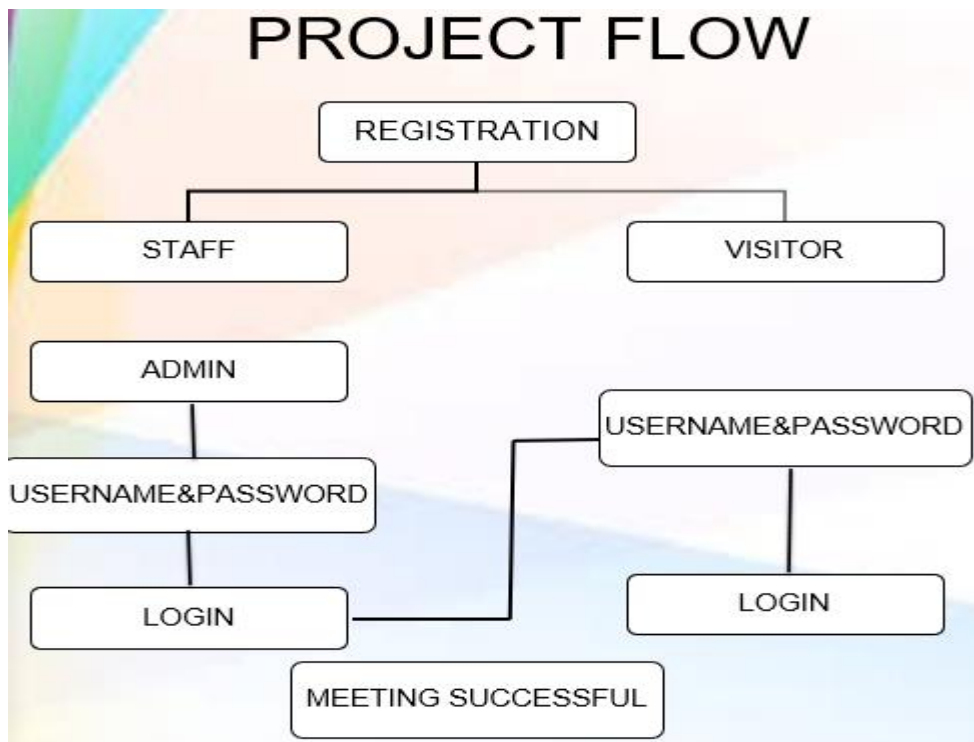 PROJECT FLOW
REGISTRATION
STAFF
VISITOR
ADMIN
USERNAME&PASSWORD
USERNAME&PASSWORD
LOGIN
LOGIN
MEETING SUCCESSFUL